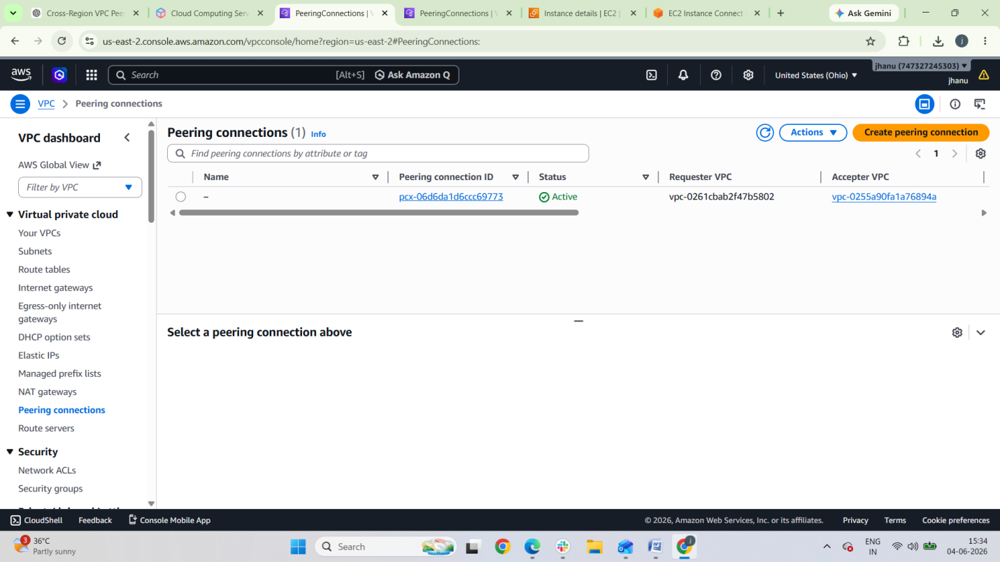 Cross-Region VPC Pee
Cloud Computing Serv
PeeringConnections | V
PeeringConnections | V
Instance details | EC2 |
EC2 Instance Connect
Ask Gemini
us-east-2.console.aws.amazon.com/vpcconsole/home?region=us-east-2#PeeringConnections:
j
aws
Search
[Alt+S]
Ask Amazon Q
United States (Ohio)
jhanu (747327245303)
jhanu
VPC
Peering connections
VPC dashboard
AWS Global View
Filter by VPC
Virtual private cloud
Your VPCs
Subnets
Route tables
Internet gateways
Egress-only internet
gateways
DHCP option sets
Elastic IPs
Managed prefix lists
NAT gateways
Peering connections
Route servers
Security
Network ACLs
Security groups
Peering connections (1) Info
Actions
Create peering connection
Find peering connections by attribute or tag
1
Name
Peering connection ID
Status
Requester VPC
Accepter VPC
–
pcx-06d6da1d6ccc69773
Active
vpc-0261cbab2f47b5802
vpc-0255a90fa1a76894a
Select a peering connection above
CloudShell
Feedback
Console Mobile App
© 2026, Amazon Web Services, Inc. or its affiliates.
Privacy
Terms
Cookie preferences
3
36°C
Partly sunny
Search
j
ENG
IN
15:34
04-06-2026